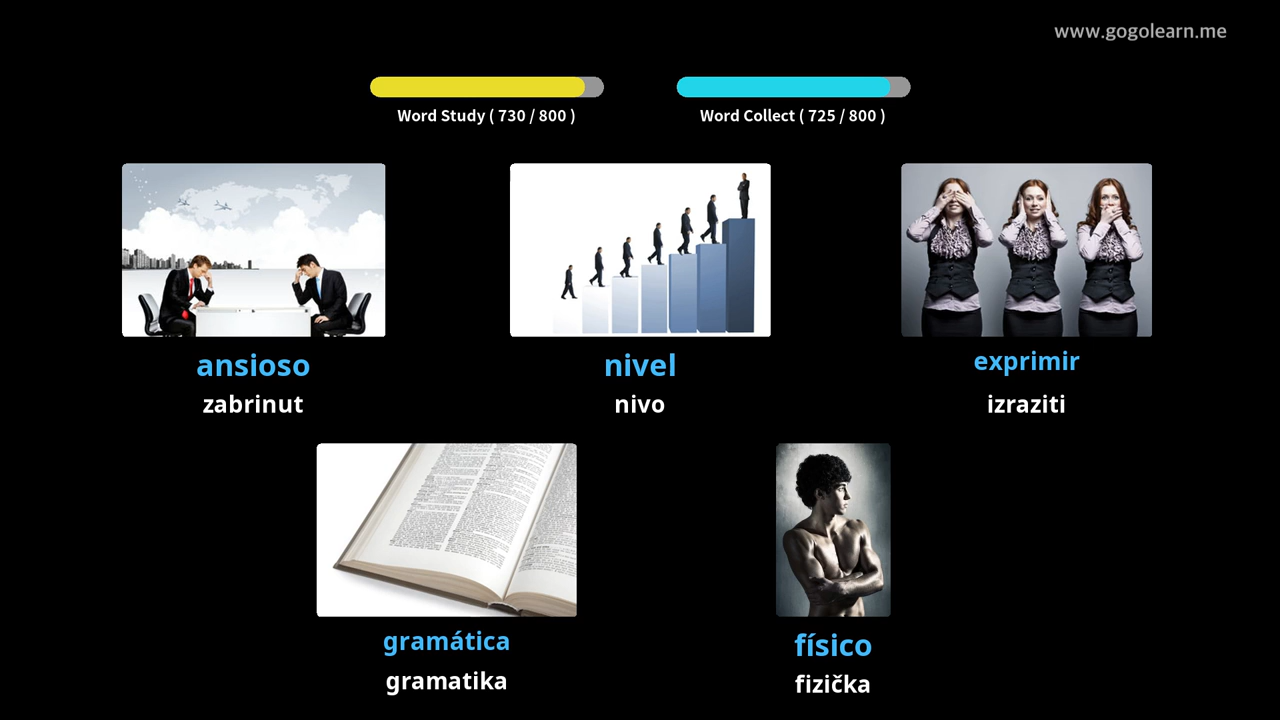 www.gogolearn.me
Word Study ( 730 / 800 )
Word Collect ( 725 / 800 )
ansioso
zabrinut
nivel
nivo
exprimir
izraziti
gramática
gramatika
físico
fizička